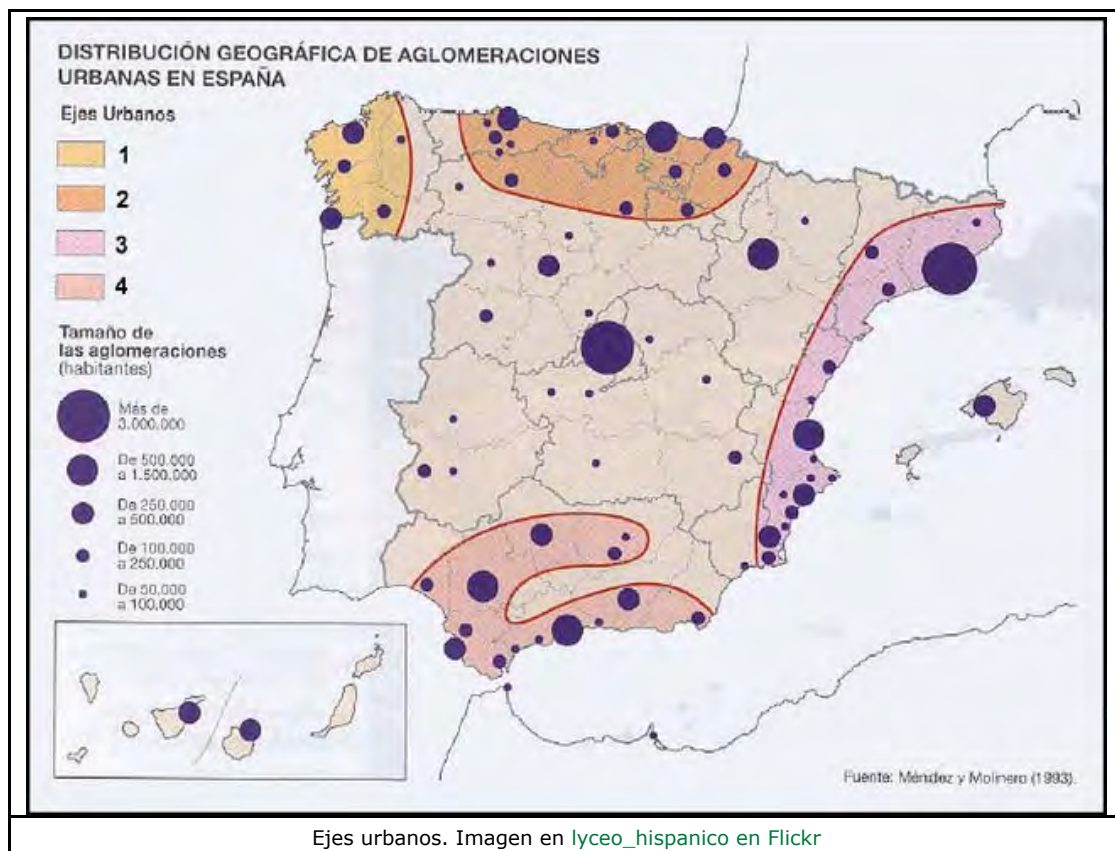 DISTRIBUCIÓN GEOGRÁFICA DE AGLOMERACIONES
URBANAS EN ESPAÑA
Ejes Urbanos
1
2
3
4
Tamaño de
las aglomeraciones
(habitantes)
Más de
3.000.000
De 500.000
a 1.500.000
De 250.000
a 500.000
De 100.000
a 250.000
De 50.000
a 100.000
Fuente: Méndez y Molinero (1993).
Ejes urbanos. Imagen en lyceo_hispanico en Flickr